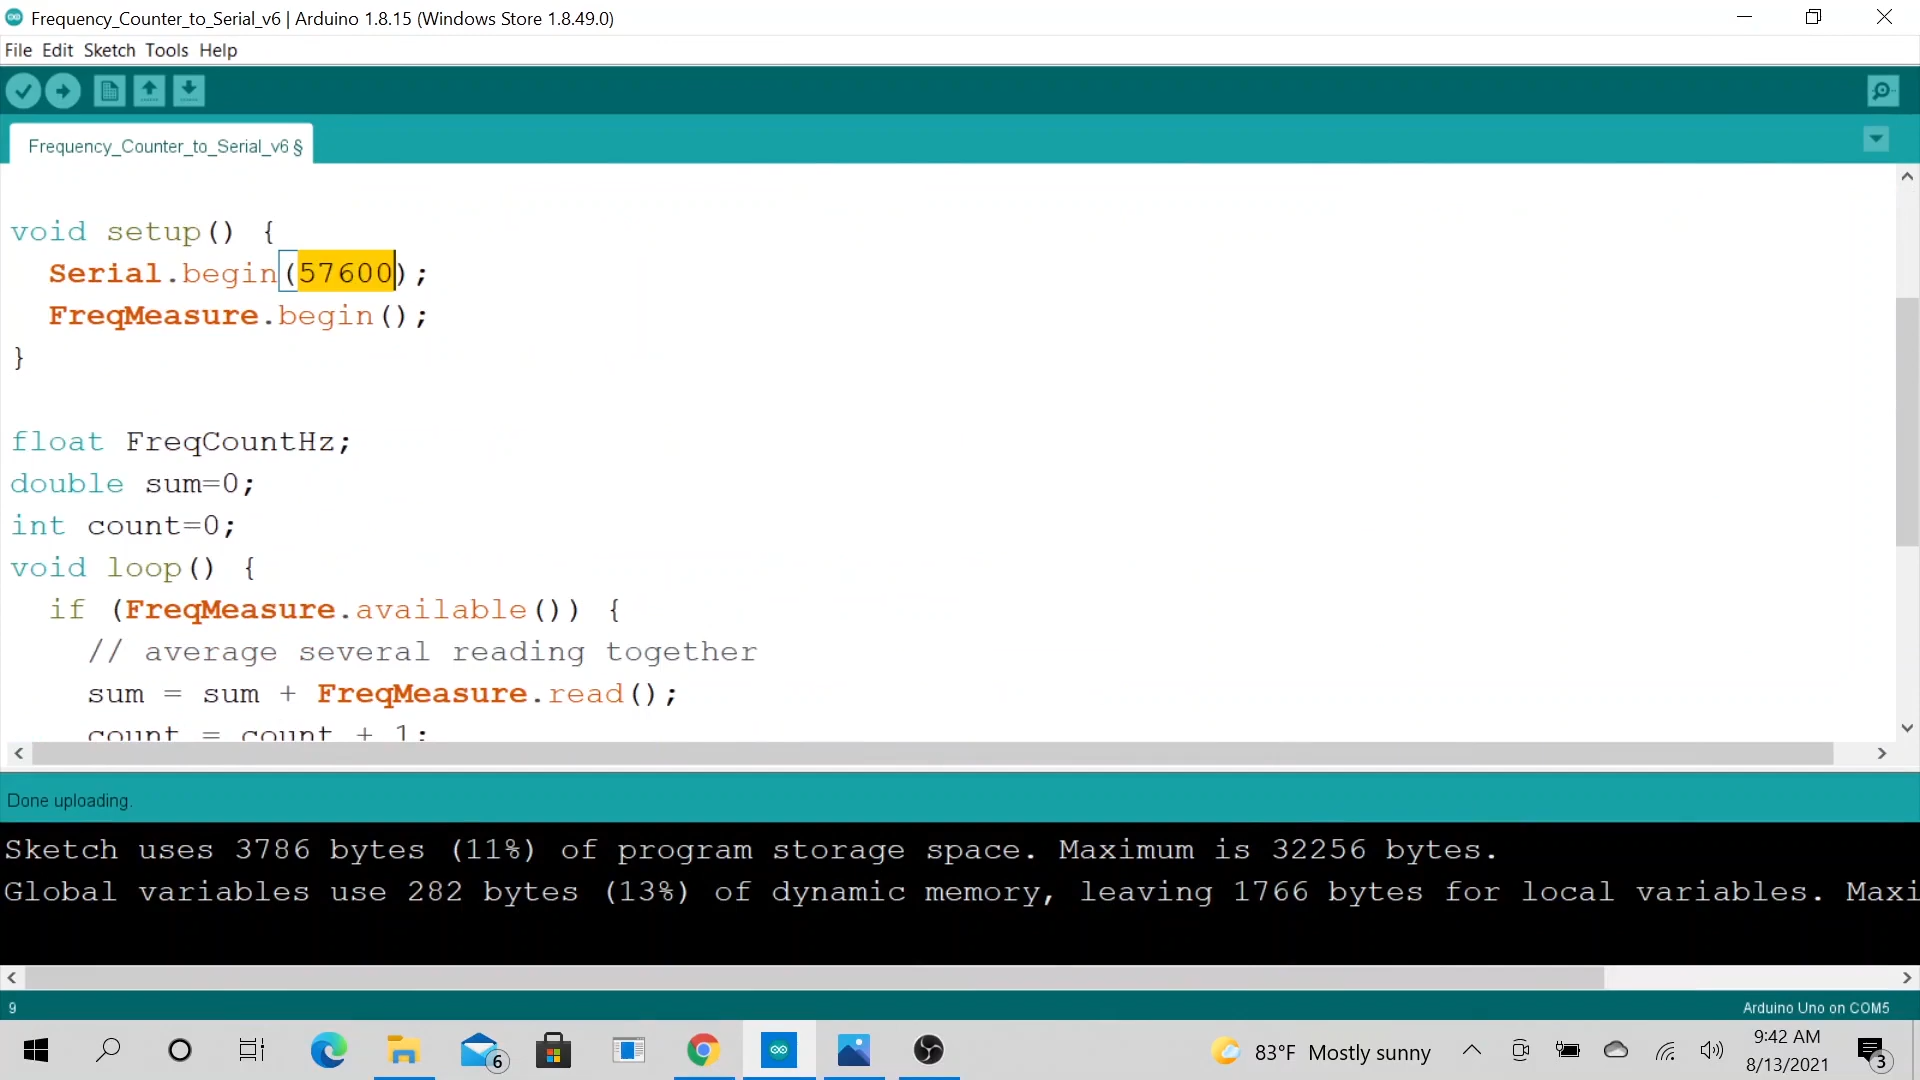 Frequency_Counter_to_Serial_v6 | Arduino 1.8.15 (Windows Store 1.8.49.0)
File Edit Sketch Tools Help
Frequency_Counter_to_Serial_v6 §
void setup() {
  Serial.begin(57600);
  FreqMeasure.begin();
}
float FreqCountHz;
double sum=0;
int count=0;
void loop() {
  if (FreqMeasure.available()) {
    // average several reading together
    sum = sum + FreqMeasure.read();
    count = count + 1;
Done uploading.
Sketch uses 3786 bytes (11%) of program storage space. Maximum is 32256 bytes.
Global variables use 282 bytes (13%) of dynamic memory, leaving 1766 bytes for local variables. Maxi
9
Arduino Uno on COM5
6
83°F Mostly sunny
9:42 AM
8/13/2021
3